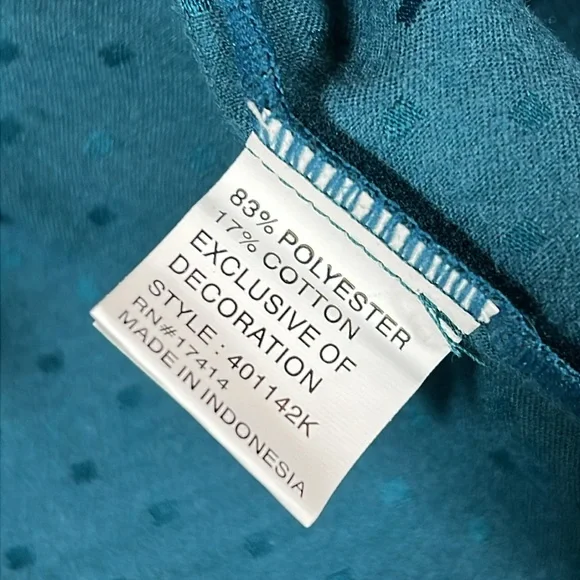 83% POLYESTER
17% COTTON
EXCLUSIVE OF
DECORATION
STYLE : 401142K
RN#17414
MADE IN INDONESIA